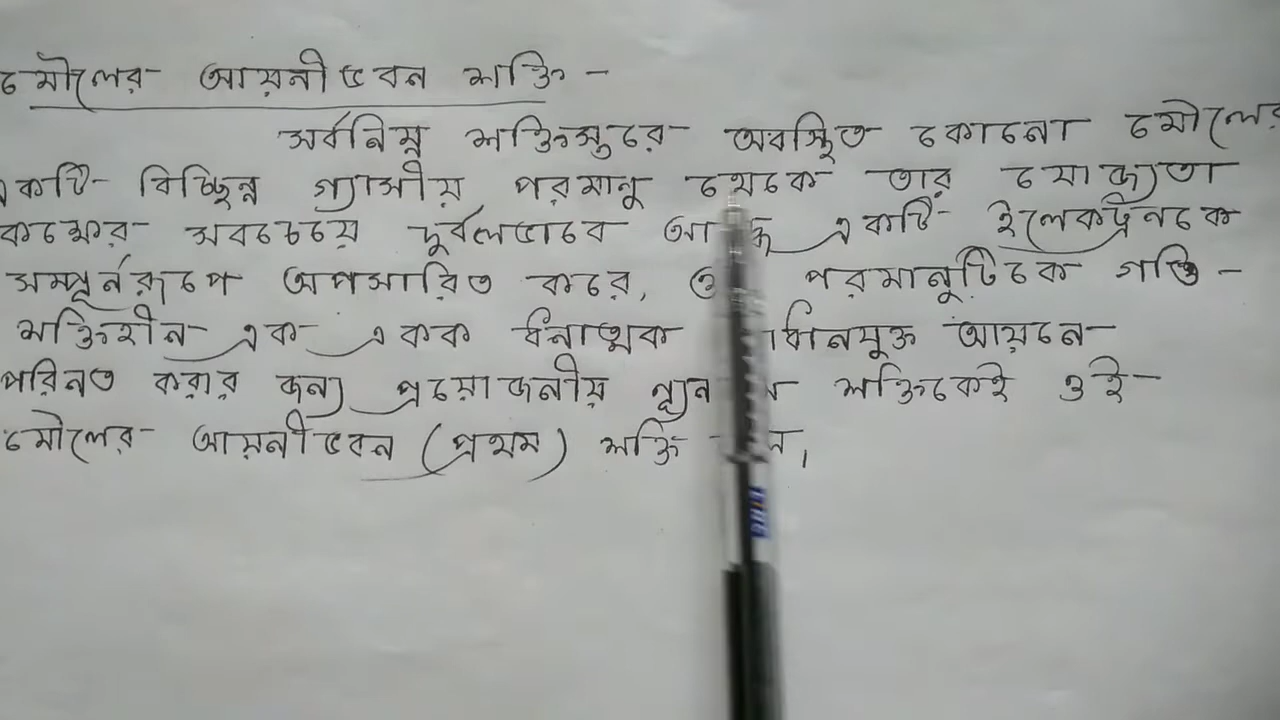 মৌলের আয়নীভবন শক্তি -
সর্বনিম্ন শক্তিস্তরে অবস্থিত কোনো মৌলের
একটি বিচ্ছিন্ন গ্যাসীয় পরমানু থেকে তার যোজ্যতা
কক্ষের সবচেয়ে দুর্বলভাবে একটি ইলেকট্রনকে
সম্পূর্নরূপে অপসারিত করে, পরমানুটিকে গতি -
শক্তিহীন এক একক ধনাত্মক আয়নে
পরিনত করার জন্য প্রয়োজনীয় শক্তিকেই ওই
মৌলের আয়নীভবন (প্রথম) শক্তি